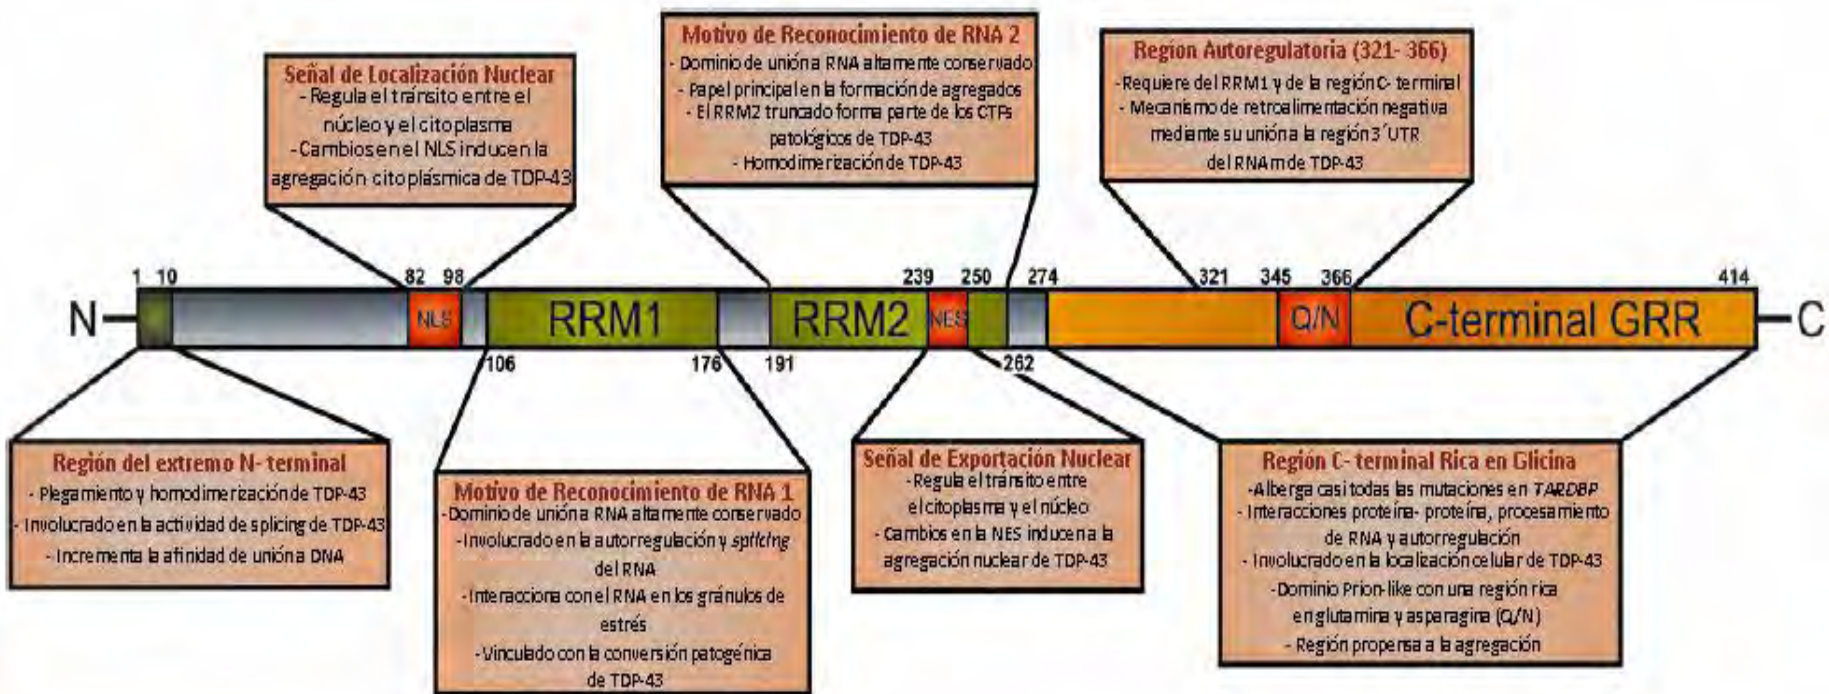 Señal de Localización Nuclear
- Regula el tránsito entre el
núcleo y el citoplasma
- Cambios en el NLS inducen la
agregación citoplásmica de TDP-43
Motivo de Reconocimiento de RNA 2
- Dominio de unión a RNA altamente conservado
- Papel principal en la formación de agregados
- El RRM2 truncado forma parte de los CTFs
patológicos de TDP-43
- Homodimerización de TDP-43
Region Autoregulatoria (321- 366)
-Requiere del RRM1 y de la región C- terminal
- Mecanismo de retroalimentación negativa
mediante su unión a la región 3´UTR
del RNAm de TDP-43
1 10 82 98 239 250 274 321 345 366 414
N NLS RRM1 RRM2 NES Q/N C-terminal GRR C
106 176 191 262
Región del extremo N- terminal
- Plegamiento y homodimerización de TDP-43
- Involucrado en la actividad de splicing de TDP-43
- Incrementa la afinidad de unión a DNA
Motivo de Reconocimiento de RNA 1
-Dominio de unión a RNA altamente conservado
-Involucrado en la autorregulación y splicing
del RNA
-Interacciona con el RNA en los gránulos de
estrés
-Vinculado con la conversión patogénica
de TDP-43
Señal de Exportación Nuclear
-Regula el tránsito entre
el citoplasma y el núcleo
- Cambios en la NES inducen a la
agregación nuclear de TDP-43
Región C- terminal Rica en Glicina
-Alberga casi todas las mutaciones en TARDBP
- Interacciones proteína- proteína, procesamiento
de RNA y autorregulación
- Involucrado en la localización celular de TDP-43
-Dominio Prion-like con una región rica
en glutamina y asparagina (Q/N)
- Región propensa a la agregación